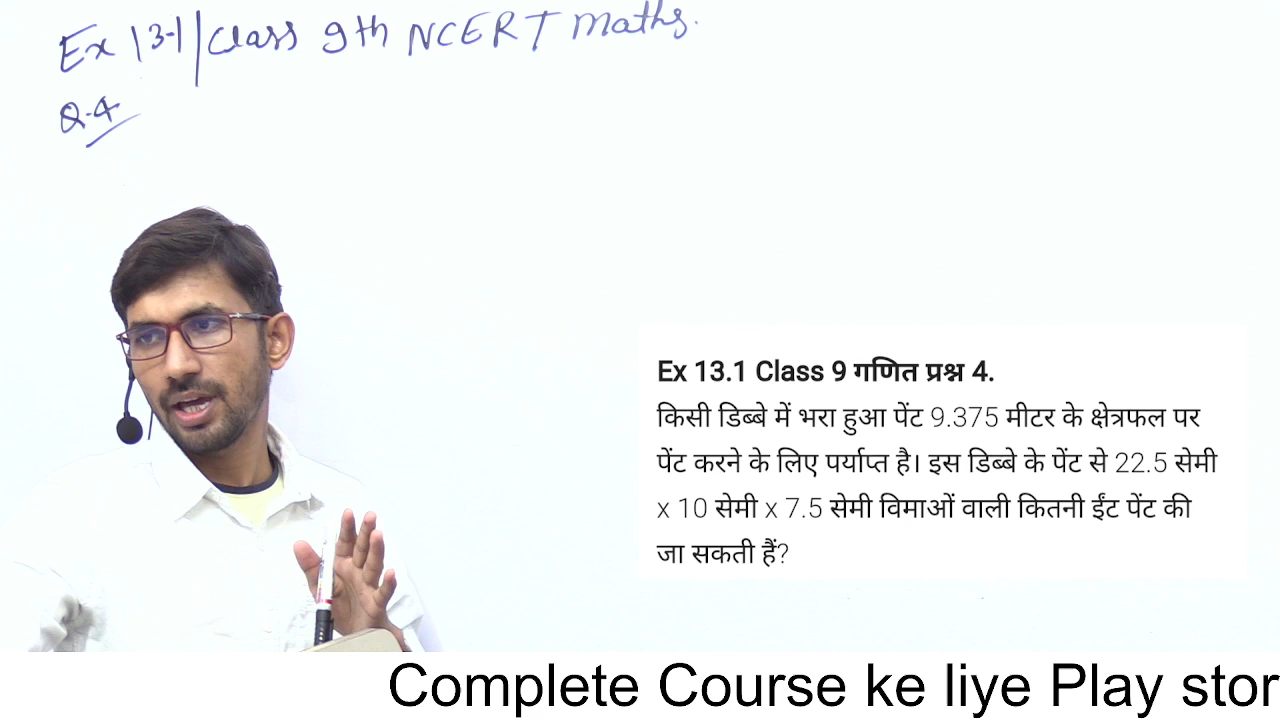 Ex 13.1 | Class 9th NCERT Maths.
Q.4
Ex 13.1 Class 9 गणित प्रश्न 4.
किसी डिब्बे में भरा हुआ पेंट 9.375 मीटर के क्षेत्रफल पर
पेंट करने के लिए पर्याप्त है। इस डिब्बे के पेंट से 22.5 सेमी
x 10 सेमी x 7.5 सेमी विमाओं वाली कितनी ईंट पेंट की
जा सकती हैं?
Complete Course ke liye Play stor